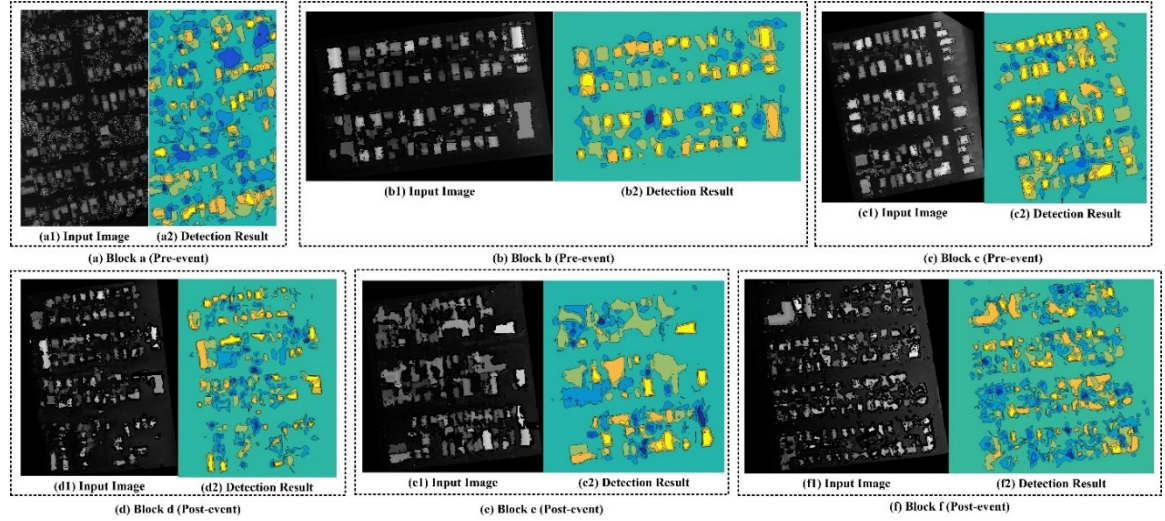 (b1) Input Image (b2) Detection Result
(c1) Input Image (c2) Detection Result
(a1) Input Image (a2) Detection Result
(a) Block a (Pre-event) (b) Block b (Pre-event) (c) Block c (Pre-event)
(d1) Input Image (d2) Detection Result (e1) Input Image (e2) Detection Result (f1) Input Image (f2) Detection Result
(d) Block d (Post-event) (e) Block e (Post-event) (f) Block f (Post-event)